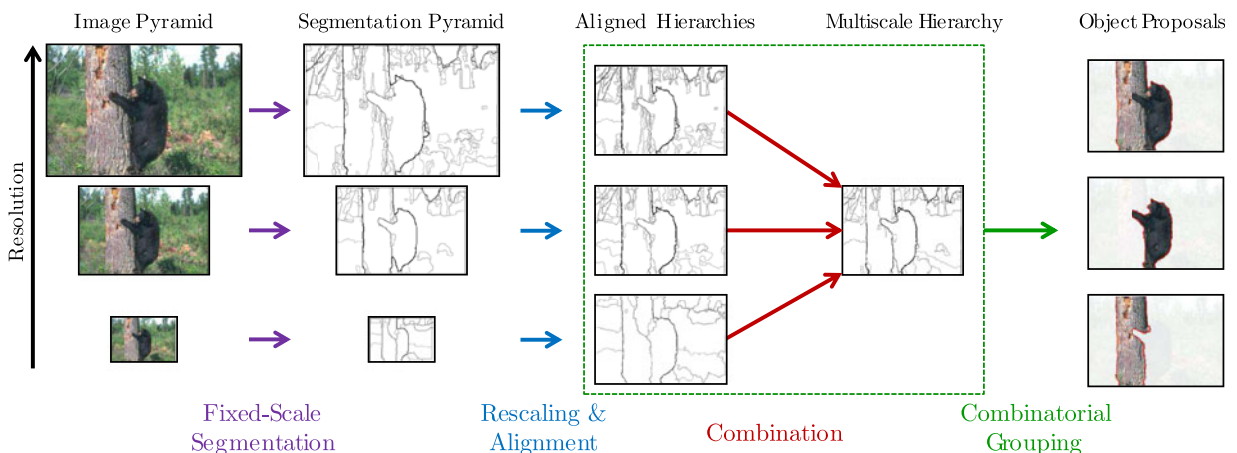 Image Pyramid
Segmentation Pyramid
Aligned Hierarchies
Multiscale Hierarchy
Object Proposals
Resolution
Fixed-Scale
Segmentation
Rescaling &
Alignment
Combination
Combinatorial
Grouping